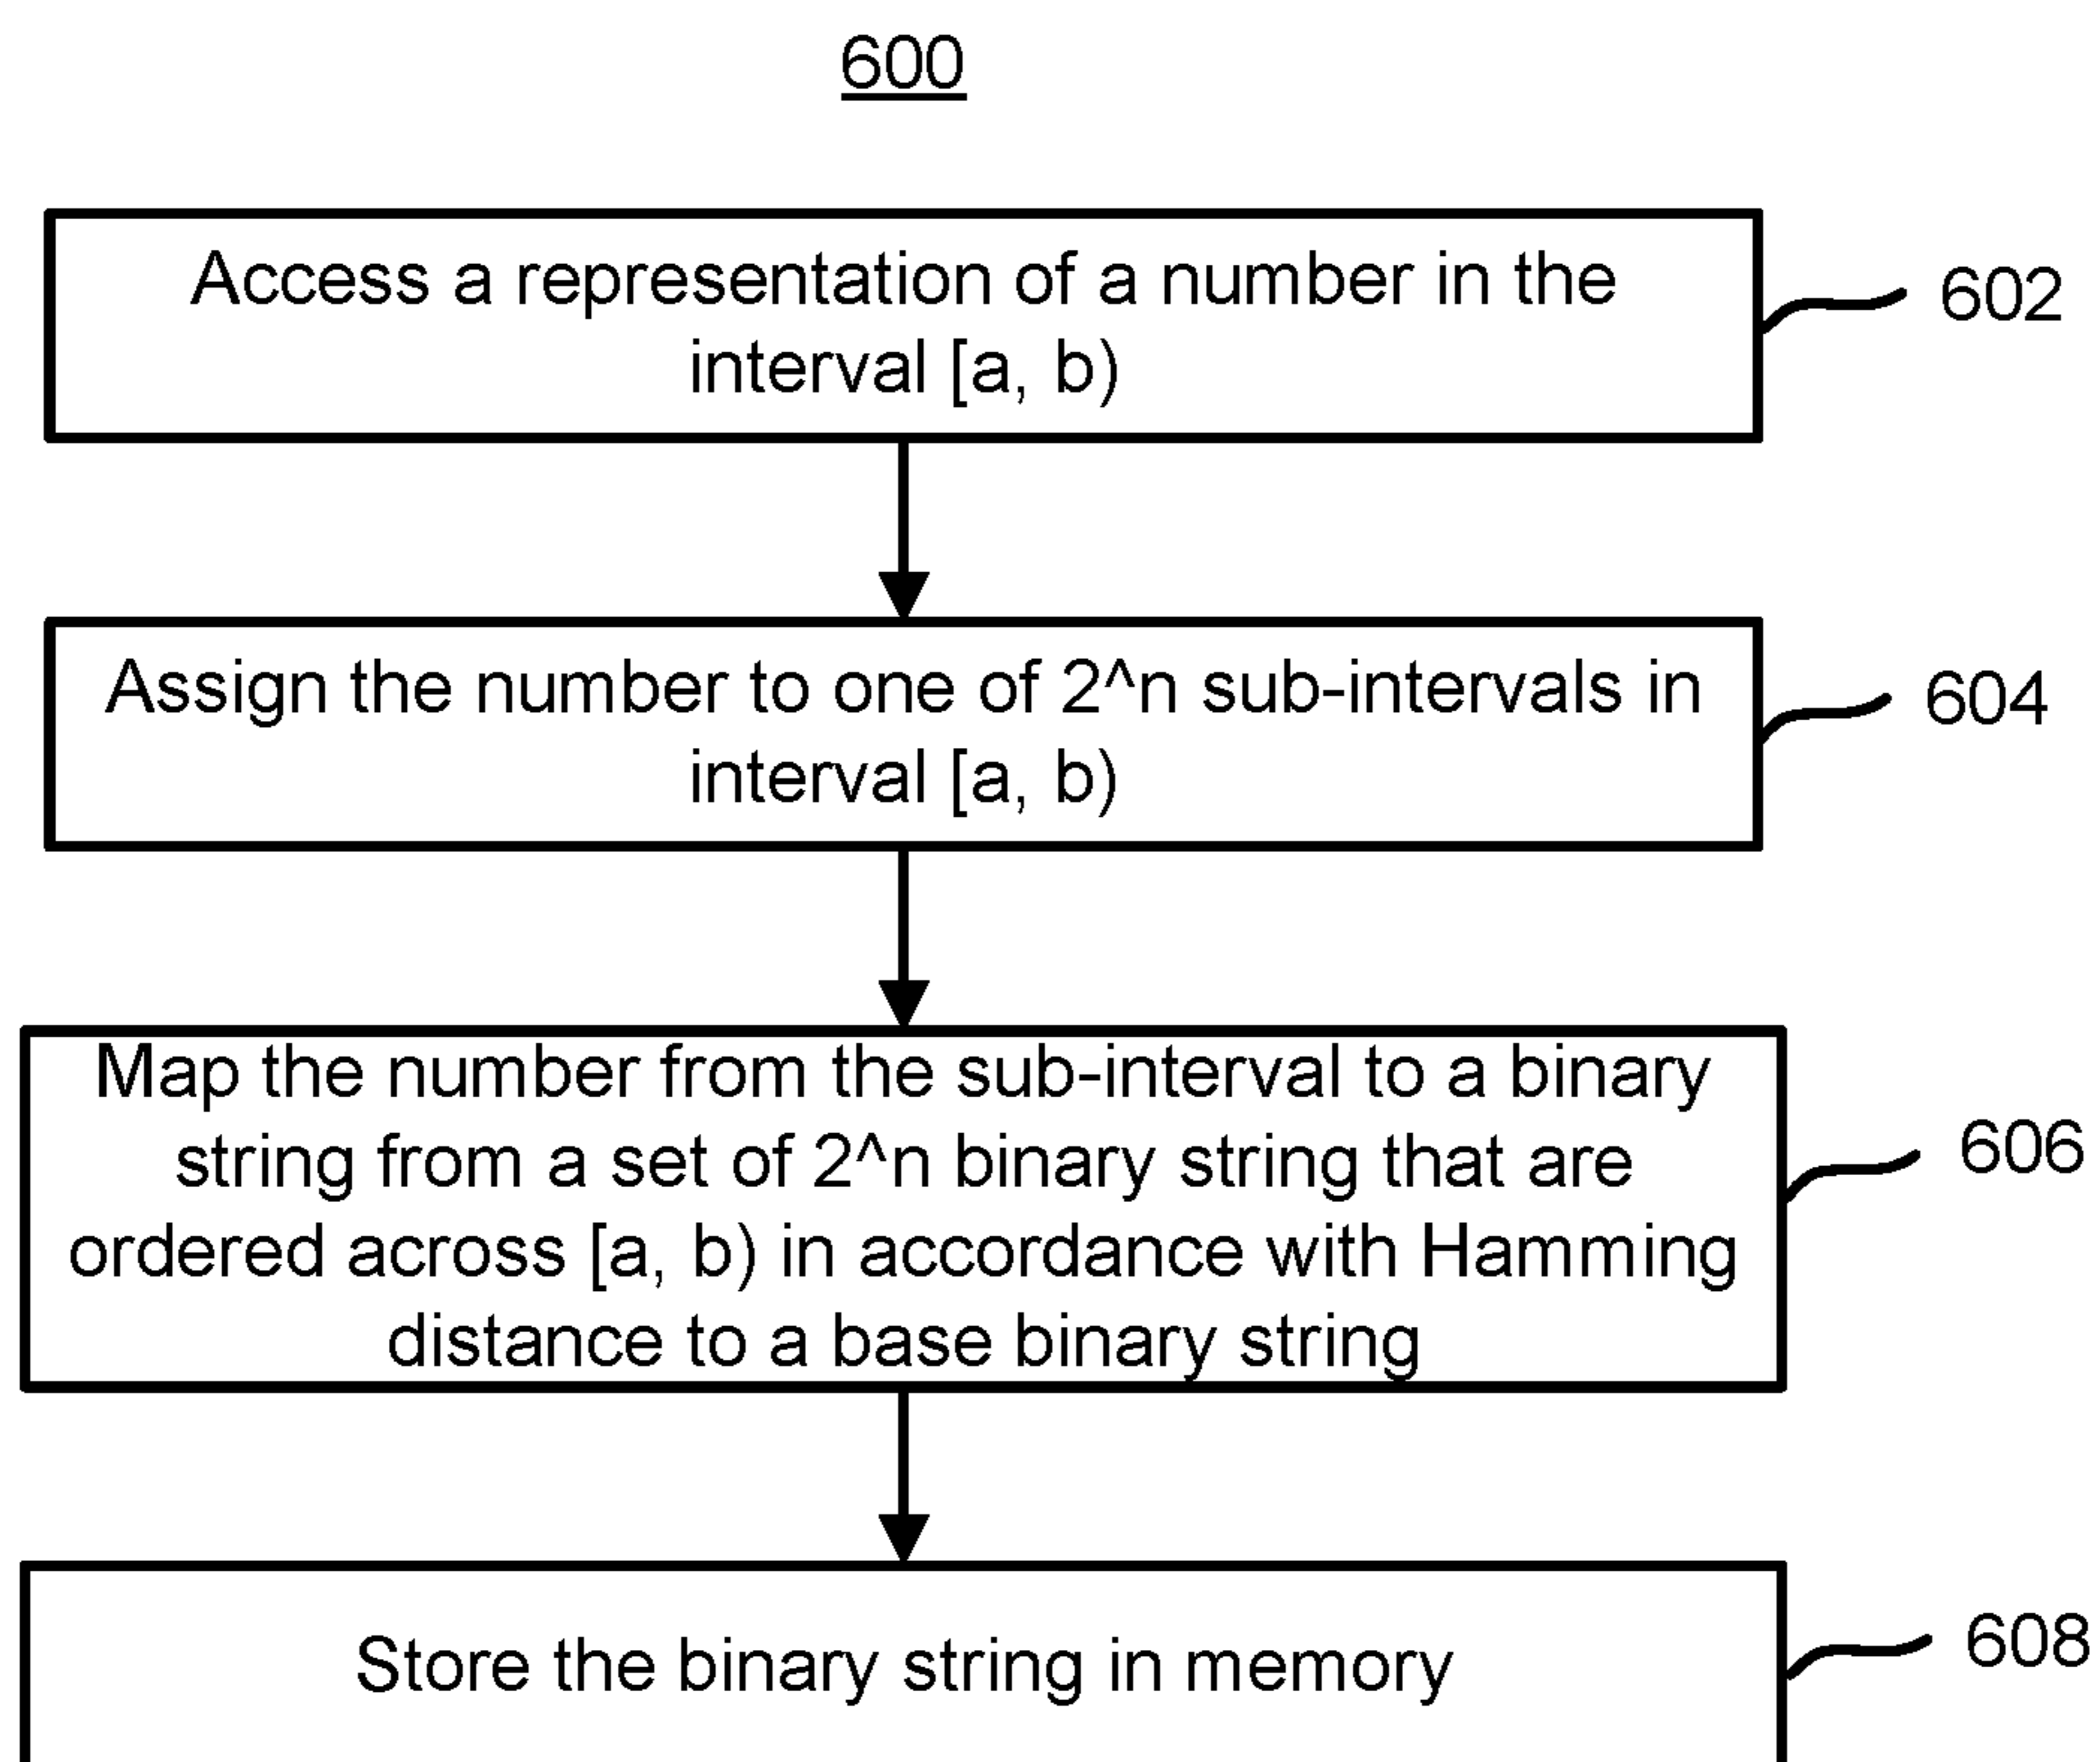 600
Access a representation of a number in the
interval [a, b)
602
Assign the number to one of 2^n sub-intervals in
interval [a, b)
604
Map the number from the sub-interval to a binary
string from a set of 2^n binary string that are
ordered across [a, b) in accordance with Hamming
distance to a base binary string
606
Store the binary string in memory
608